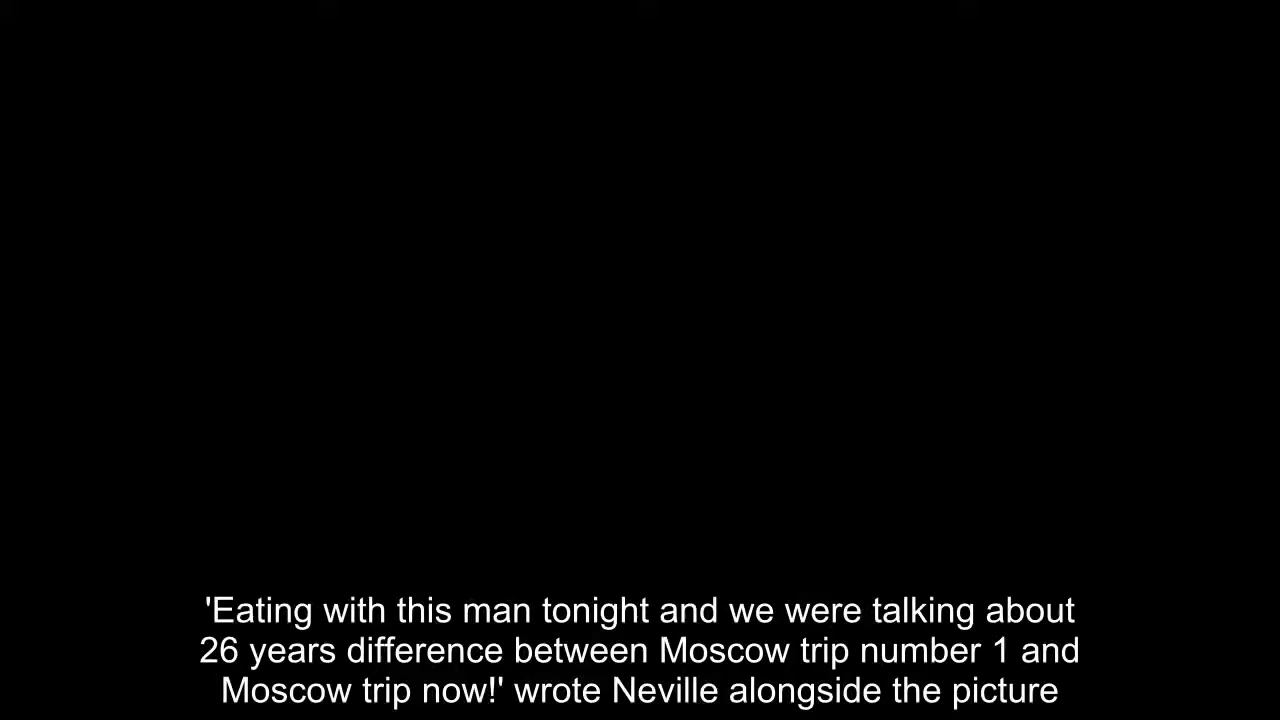 'Eating with this man tonight and we were talking about
26 years difference between Moscow trip number 1 and
Moscow trip now!' wrote Neville alongside the picture